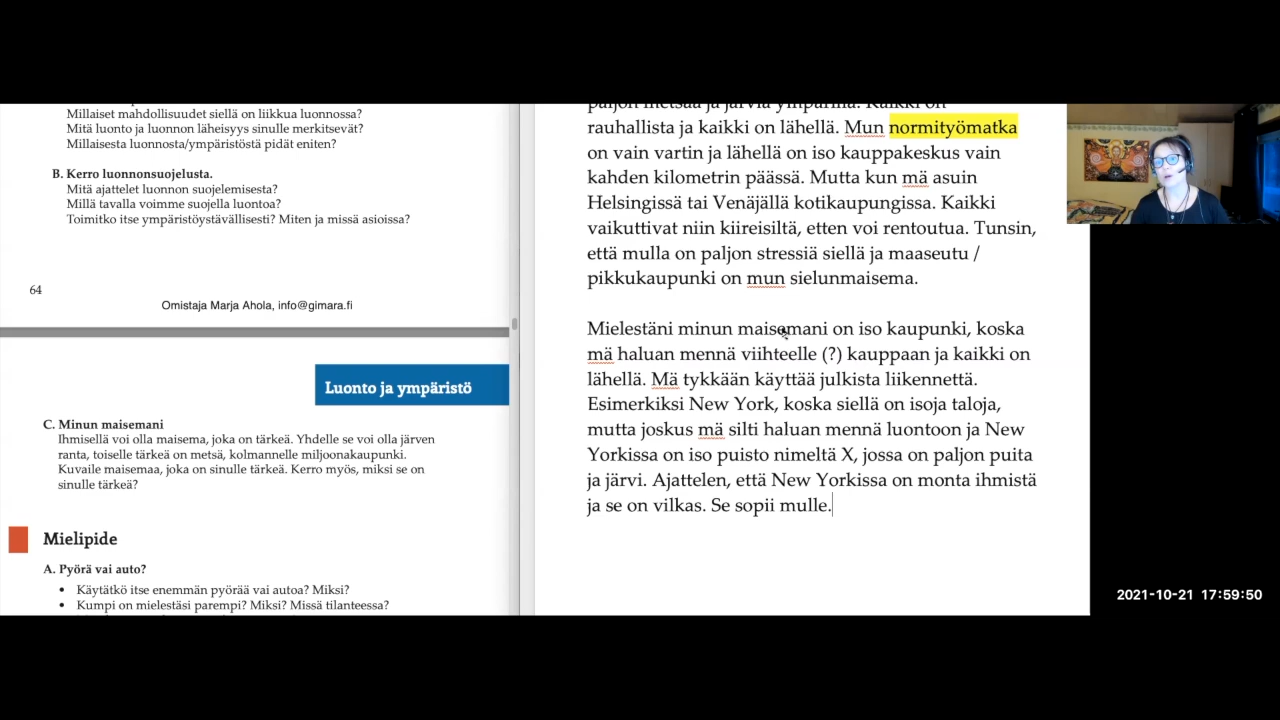 Millaiset mahdollisuudet siellä on liikkua luonnossa?
Mitä luonto ja luonnon läheisyys sinulle merkitsevät?
Millaisesta luonnosta/ympäristöstä pidät eniten?
B. Kerro luonnonsuojelusta.
Mitä ajattelet luonnon suojelemisesta?
Millä tavalla voimme suojella luontoa?
Toimitko itse ympäristöystävällisesti? Miten ja missä asioissa?
64
Omistaja Marja Ahola, info@gimara.fi
Luonto ja ympäristö
C. Minun maisemani
Ihmisellä voi olla maisema, joka on tärkeä. Yhdelle se voi olla järven
ranta, toiselle tärkeä on metsä, kolmannelle miljoonakaupunki.
Kuvaile maisemaa, joka on sinulle tärkeä. Kerro myös, miksi se on
sinulle tärkeä?
Mielipide
A. Pyörä vai auto?
• Käytätkö itse enemmän pyörää vai autoa? Miksi?
• Kumpi on mielestäsi parempi? Miksi? Missä tilanteessa?
paljon metsää ja järviä ympärillä. Kaikki on
rauhallista ja kaikki on lähellä. Mun normityömatka
on vain vartin ja lähellä on iso kauppakeskus vain
kahden kilometrin päässä. Mutta kun mä asuin
Helsingissä tai Venäjällä kotikaupungissa. Kaikki
vaikuttivat niin kiireisiltä, etten voi rentoutua. Tunsin,
että mulla on paljon stressiä siellä ja maaseutu /
pikkukaupunki on mun sielunmaisema.
Mielestäni minun maisemani on iso kaupunki, koska
mä haluan mennä viihteelle (?) kauppaan ja kaikki on
lähellä. Mä tykkään käyttää julkista liikennettä.
Esimerkiksi New York, koska siellä on isoja taloja,
mutta joskus mä silti haluan mennä luontoon ja New
Yorkissa on iso puisto nimeltä X, jossa on paljon puita
ja järvi. Ajattelen, että New Yorkissa on monta ihmistä
ja se on vilkas. Se sopii mulle.
2021-10-21 17:59:50